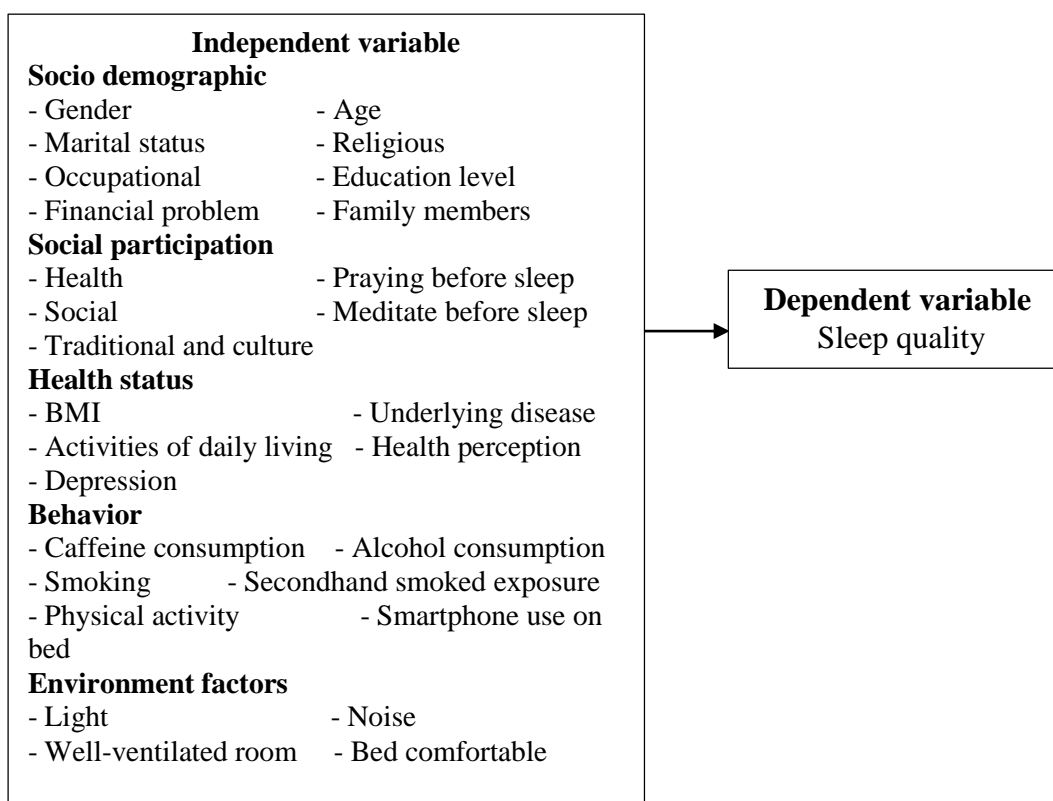 Independent variable
Socio demographic
- Gender - Age
- Marital status - Religious
- Occupational - Education level
- Financial problem - Family members
Social participation
- Health - Praying before sleep
- Social - Meditate before sleep
- Traditional and culture
Health status
- BMI - Underlying disease
- Activities of daily living - Health perception
- Depression
Behavior
- Caffeine consumption - Alcohol consumption
- Smoking - Secondhand smoked exposure
- Physical activity - Smartphone use on
bed
Environment factors
- Light - Noise
- Well-ventilated room - Bed comfortable
Dependent variable
Sleep quality